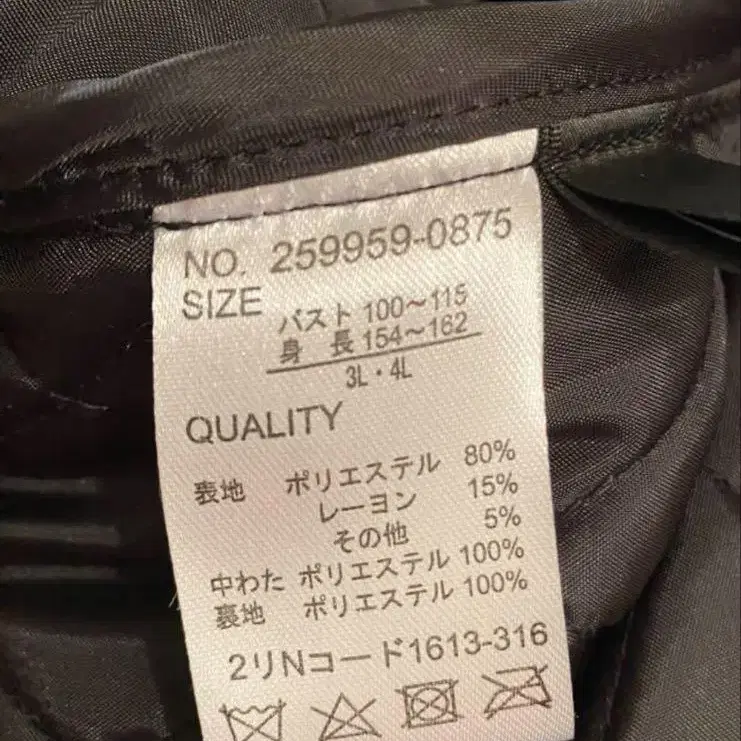 NO. 259959-0875
SIZE
バスト 100～115
身 長 154～162
3L・4L
QUALITY
表地 ポリエステル 80%
レーヨン 15%
その他 5%
中わた ポリエステル 100%
裏地 ポリエステル 100%
2リNコード1613-316